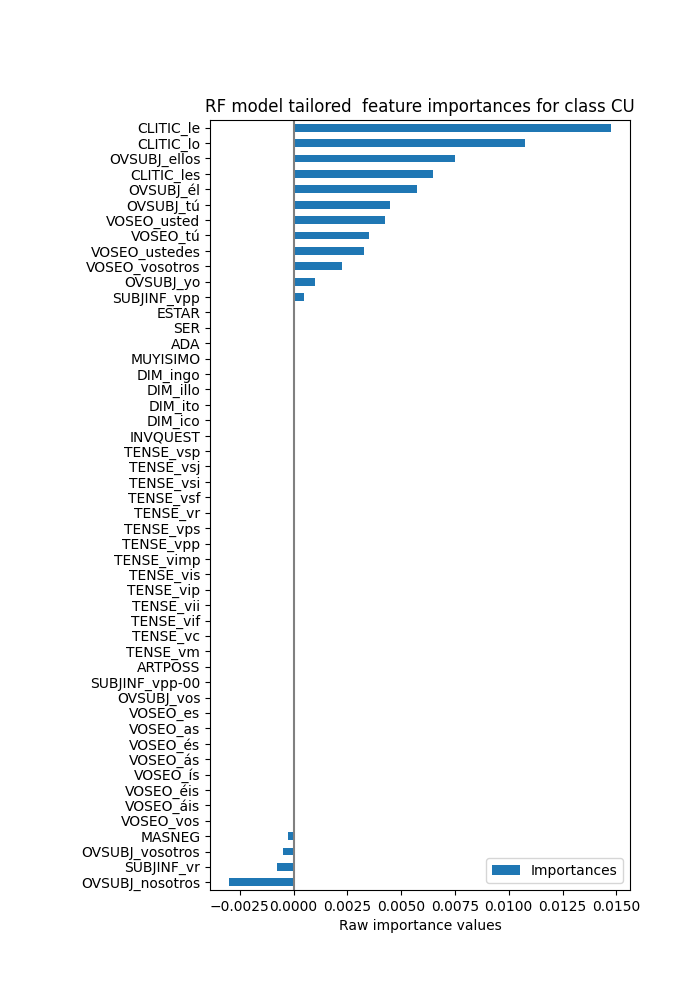 RF model tailored  feature importances for class CU
CLITIC_le
CLITIC_lo
OVSUBJ_ellos
CLITIC_les
OVSUBJ_él
OVSUBJ_tú
VOSEO_usted
VOSEO_tú
VOSEO_ustedes
VOSEO_vosotros
OVSUBJ_yo
SUBJINF_vpp
ESTAR
SER
ADA
MUYISIMO
DIM_ingo
DIM_illo
DIM_ito
DIM_ico
INVQUEST
TENSE_vsp
TENSE_vsj
TENSE_vsi
TENSE_vsf
TENSE_vr
TENSE_vps
TENSE_vpp
TENSE_vimp
TENSE_vis
TENSE_vip
TENSE_vii
TENSE_vif
TENSE_vc
TENSE_vm
ARTPOSS
SUBJINF_vpp-00
OVSUBJ_vos
VOSEO_es
VOSEO_as
VOSEO_és
VOSEO_ás
VOSEO_ís
VOSEO_éis
VOSEO_áis
VOSEO_vos
MASNEG
OVSUBJ_vosotros
SUBJINF_vr
OVSUBJ_nosotros
Importances
−0.0025 0.0000 0.0025 0.0050 0.0075 0.0100 0.0125 0.0150
Raw importance values